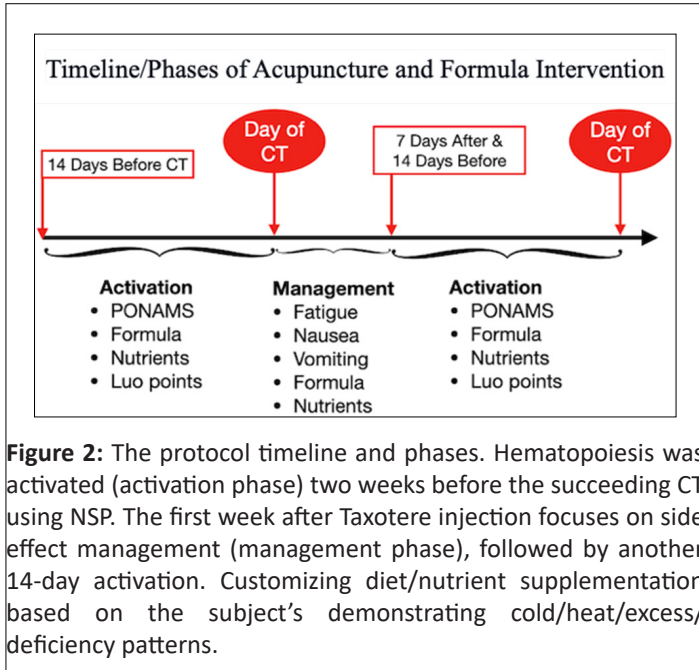 Timeline/Phases of Acupuncture and Formula Intervention
Day of
CT
Day of
CT
14 Days Before CT
7 Days After &
14 Days Before
Activation
• PONAMS
• Formula
• Nutrients
• Luo points
Management
• Fatigue
• Nausea
• Vomiting
• Formula
• Nutrients
Activation
• PONAMS
• Formula
• Nutrients
• Luo points
Figure 2: The protocol timeline and phases. Hematopoiesis was
activated (activation phase) two weeks before the succeeding CT
using NSP. The first week after Taxotere injection focuses on side
effect management (management phase), followed by another
14-day activation. Customizing diet/nutrient supplementation
based on the subject's demonstrating cold/heat/excess/
deficiency patterns.